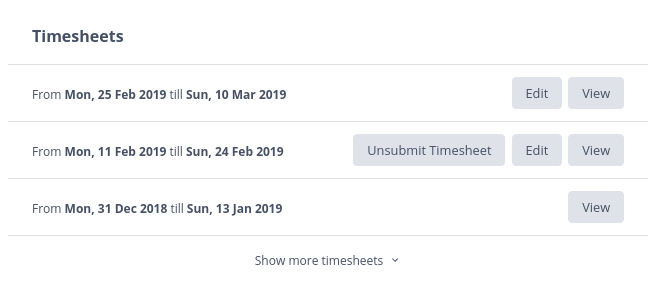 Timesheets
From Mon, 25 Feb 2019 till Sun, 10 Mar 2019 Edit View
From Mon, 11 Feb 2019 till Sun, 24 Feb 2019 Unsubmit Timesheet Edit View
From Mon, 31 Dec 2018 till Sun, 13 Jan 2019 View
Show more timesheets